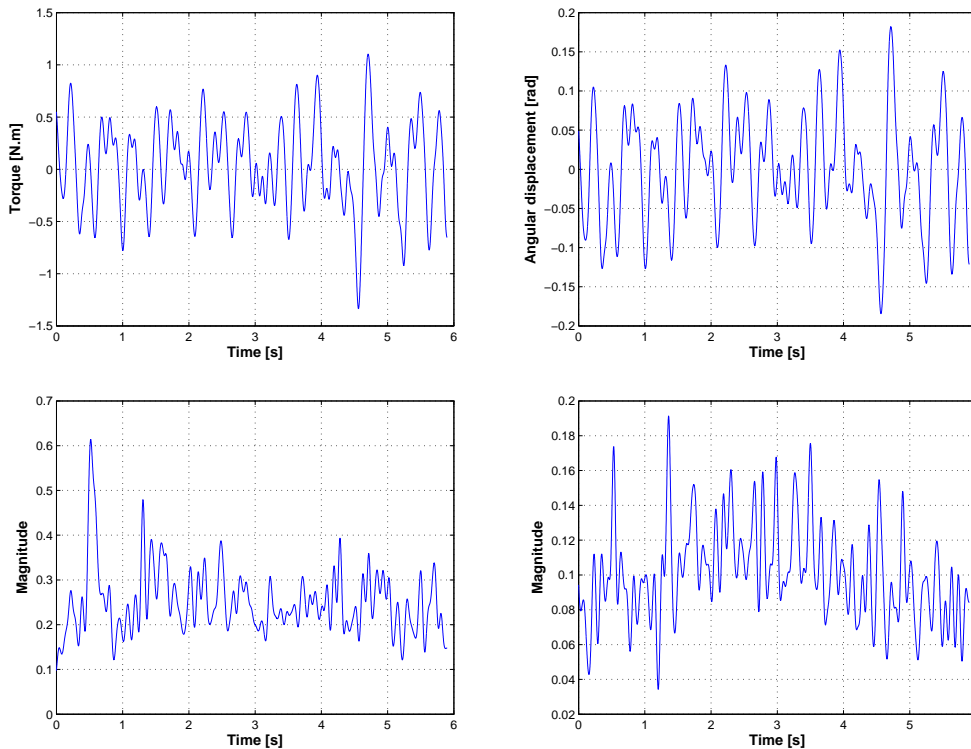 1.5
1
0.5
0
−0.5
−1
−1.5
Torque [N.m]
0 1 2 3 4 5 6
Time [s]
0.2
0.15
0.1
0.05
0
−0.05
−0.1
−0.15
−0.2
Angular displacement [rad]
0 1 2 3 4 5
Time [s]
0.7
0.6
0.5
0.4
0.3
0.2
0.1
0
Magnitude
0 1 2 3 4 5 6
Time [s]
0.2
0.18
0.16
0.14
0.12
0.1
0.08
0.06
0.04
0.02
Magnitude
0 1 2 3 4 5
Time [s]